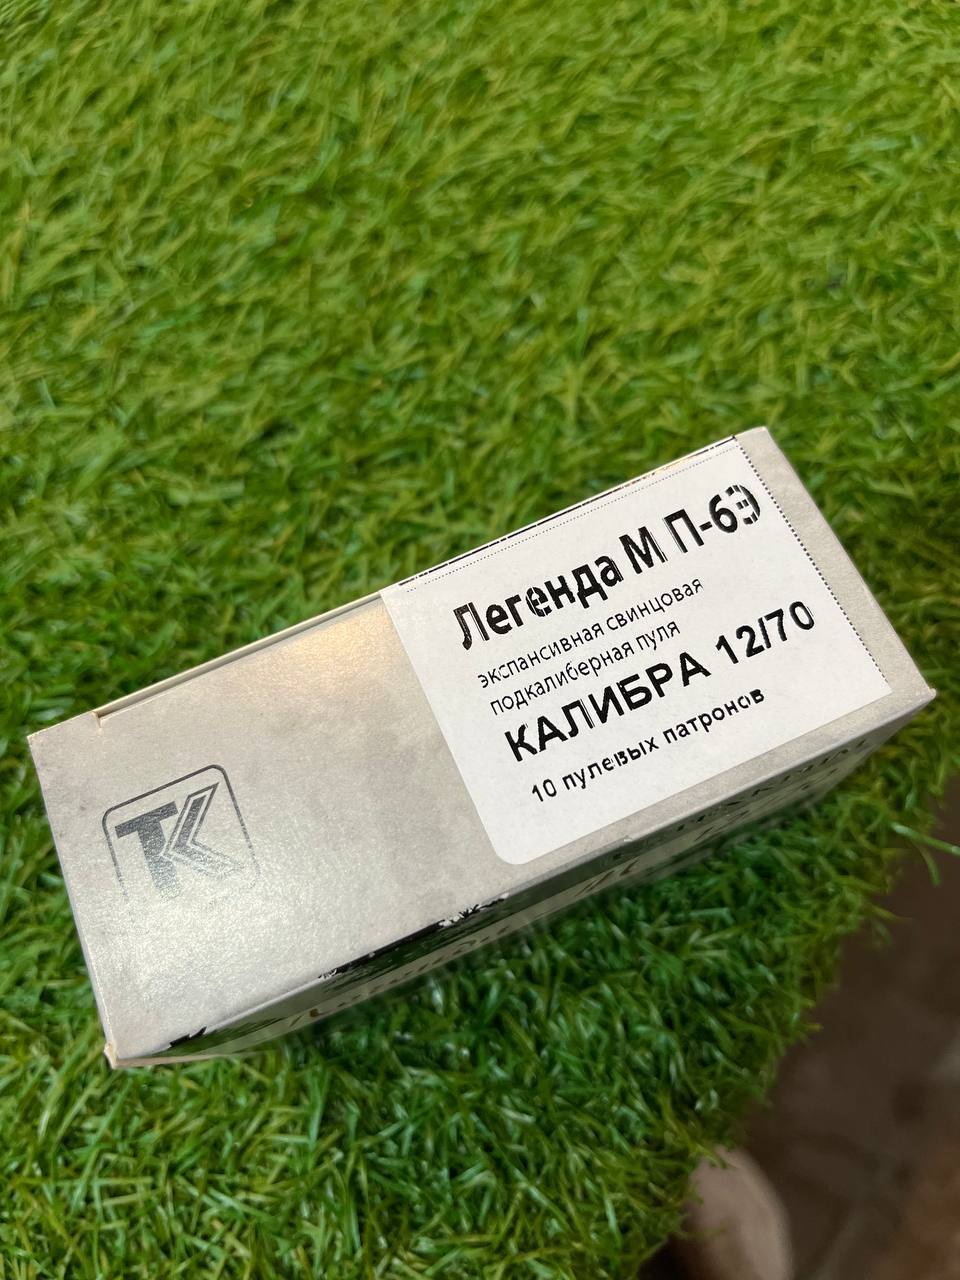 Легенда М П-6Э
экспансивная свинцовая
подкалиберная пуля
КАЛИБРА 12/70
10 пулевых патронов
ТК